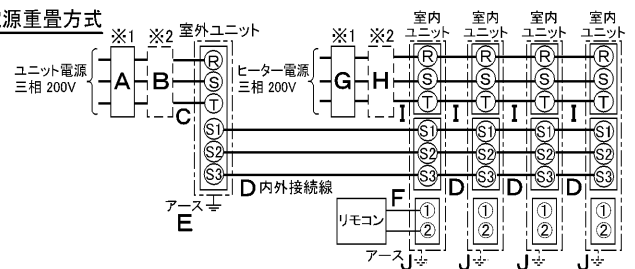 源重畳方式
※1 ※2 室外ユニット ※1 ※2 室内ユニット 室内ユニット 室内ユニット 室内ユニット
ユニット電源
三相 200V
A B C
R
S
T
S1
S2
S3
ヒーター電源
三相 200V
G H
R R R R
S S S S
T I T I T I T I
S1 S1 S1 S1
S2 S2 S2 S2
S3 S3 S3 S3
D 内外接続線 D D D
アース
E
リモコン F
① ① ① ①
② ② ② ②
アース J J J J